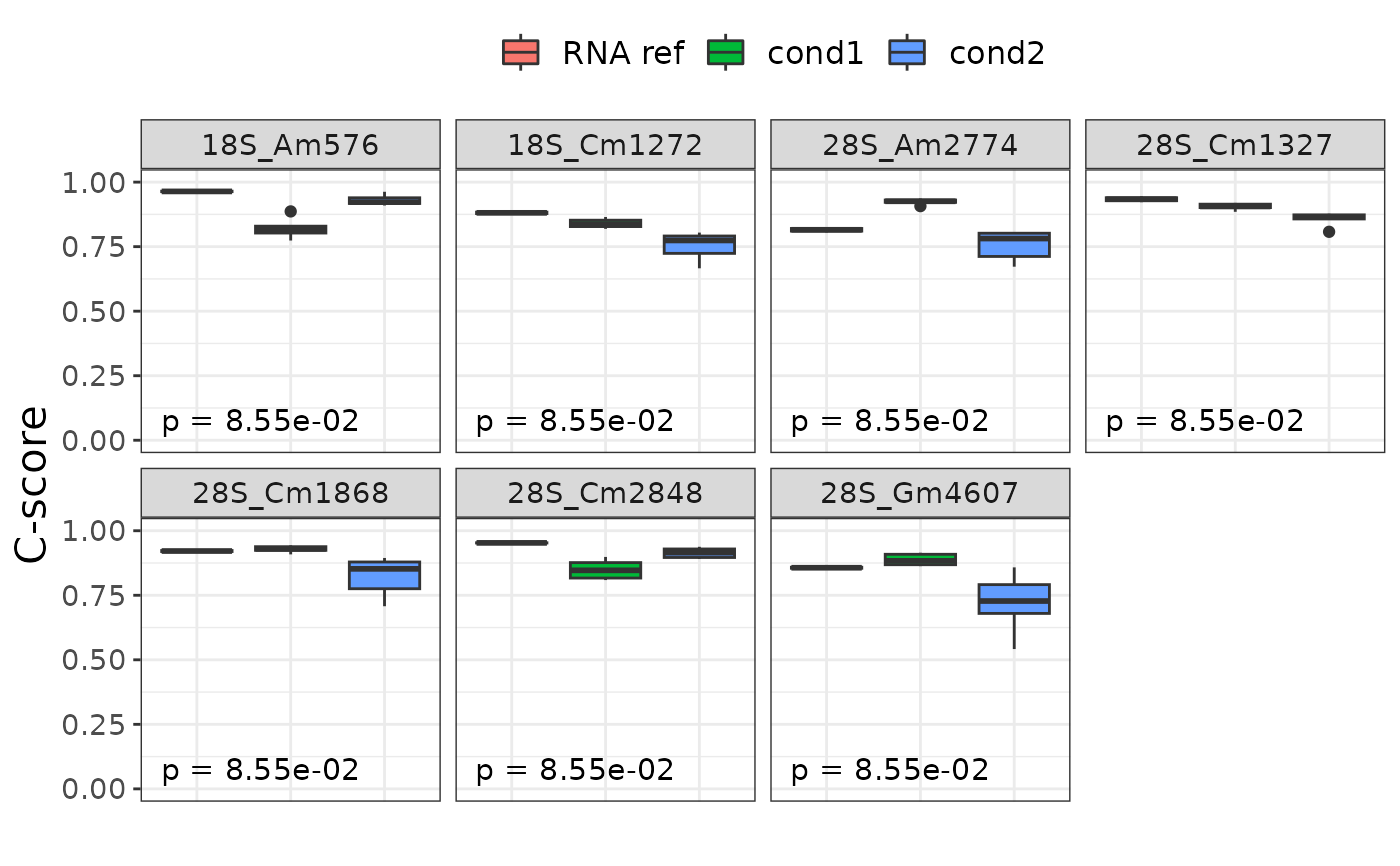 RNA ref cond1 cond2
18S_Am576 18S_Cm1272 28S_Am2774 28S_Cm1327
1.00
0.75
0.50
0.25
0.00
p = 8.55e-02 p = 8.55e-02 p = 8.55e-02 p = 8.55e-02
C-score
28S_Cm1868 28S_Cm2848 28S_Gm4607
1.00
0.75
0.50
0.25
0.00
p = 8.55e-02 p = 8.55e-02 p = 8.55e-02